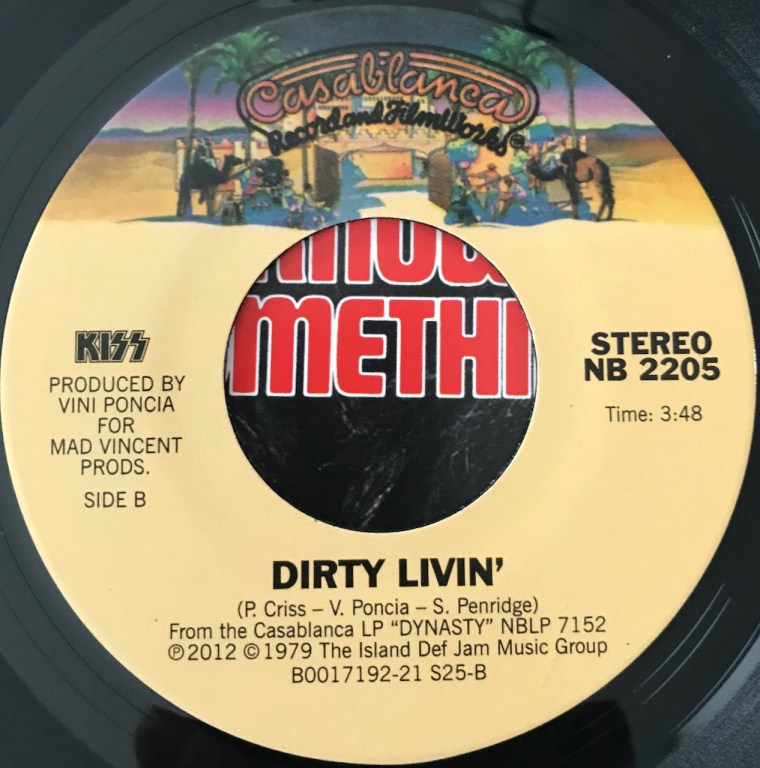 Casablanca
Record and FilmWorks
METHI
KISS
PRODUCED BY
VINI PONCIA
FOR
MAD VINCENT
PRODS.
SIDE B
STEREO
NB 2205
Time: 3:48
DIRTY LIVIN'
(P. Criss – V. Poncia – S. Penridge)
From the Casablanca LP "DYNASTY" NBLP 7152
℗2012 ©1979 The Island Def Jam Music Group
B0017192-21 S25-B